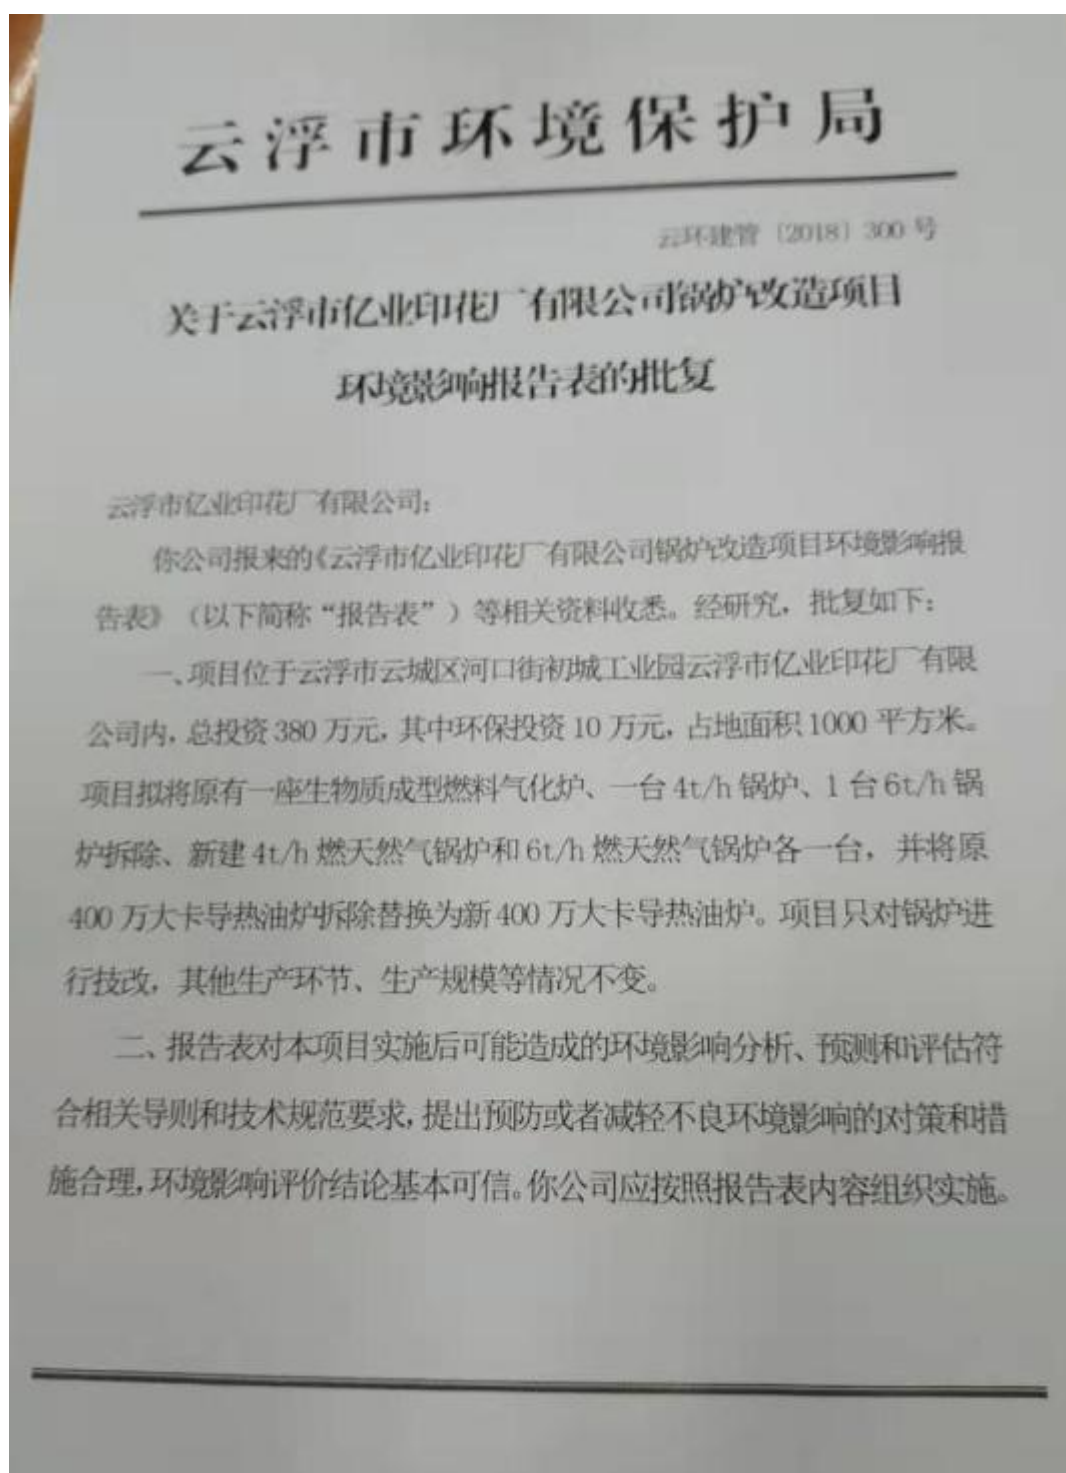 云浮市环境保护局
云环建管〔2018〕300号
关于云浮市亿业印花厂有限公司锅炉改造项目
环境影响报告表的批复
云浮市亿业印花厂有限公司:
你公司报来的《云浮市亿业印花厂有限公司锅炉改造项目环境影响报
告表》（以下简称“报告表”）等相关资料收悉。经研究，批复如下：
一、项目位于云浮市云城区河口街初城工业园云浮市亿业印花厂有限
公司内，总投资380万元，其中环保投资10万元，占地面积1000平方米。
项目拟将原有一座生物质成型燃料气化炉、一台4t/h锅炉、1台6t/h锅
炉拆除、新建4t/h燃天然气锅炉和6t/h燃天然气锅炉各一台，并将原
400万大卡导热油炉拆除替换为新400万大卡导热油炉。项目只对锅炉进
行技改，其他生产环节、生产规模等情况不变。
二、报告表对本项目实施后可能造成的环境影响分析、预测和评估符
合相关导则和技术规范要求，提出预防或者减轻不良环境影响的对策和措
施合理，环境影响评价结论基本可信。你公司应按照报告表内容组织实施。